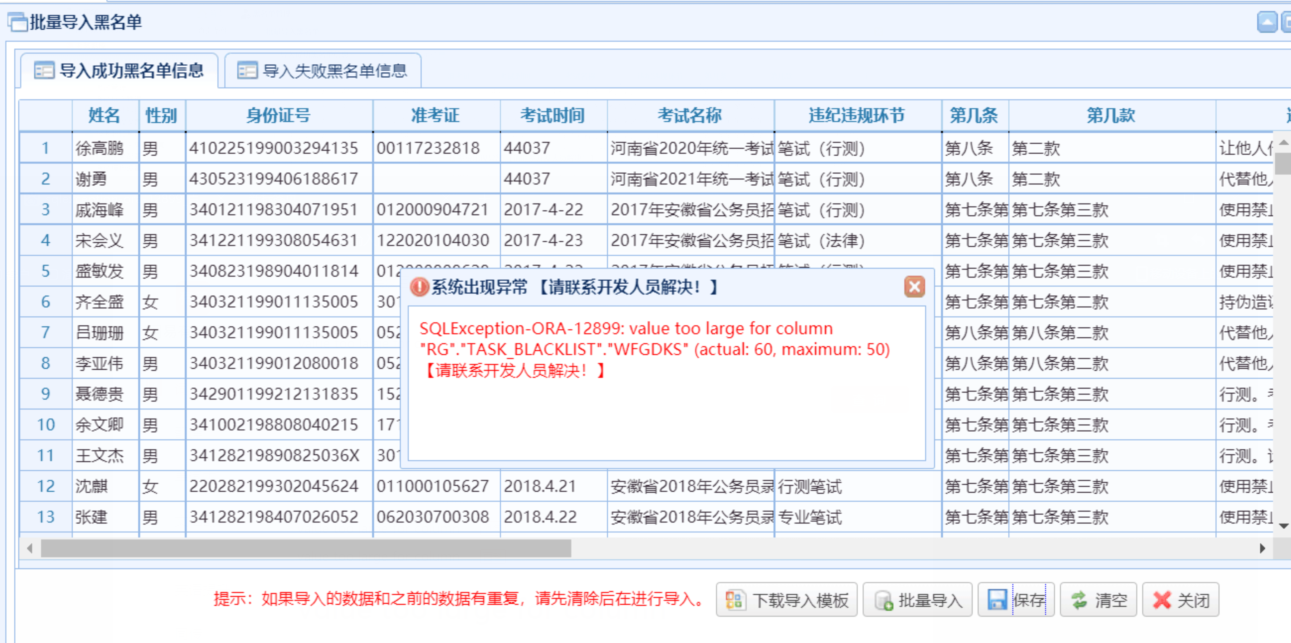 批量导入黑名单
导入成功黑名单信息 导入失败黑名单信息
姓名 性别 身份证号 准考证 考试时间 考试名称 违纪违规环节 第几条 第几款
1 徐高鹏 男 410225199003294135 00117232818 44037 河南省2020年统一考试 笔试（行测） 第八条 第二款 让他人
2 谢勇 男 430523199406188617 44037 河南省2021年统一考试 笔试（行测） 第八条 第二款 代替他
3 戚海峰 男 340121198304071951 012000904721 2017-4-22 2017年安徽省公务员招 笔试（行测） 第七条第 第七条第三款 使用禁
4 宋会义 男 341221199308054631 122020104030 2017-4-23 2017年安徽省公务员招 笔试（法律） 第七条第 第七条第三款 使用禁
5 盛敏发 男 340823198904011814 第七条第 第七条第三款 使用禁
6 齐全盛 女 340321199011135005 301 第七条第 第七条第二款 持伪造
7 吕珊珊 女 340321199011135005 052 第八条第 第八条第二款 代替他
8 李亚伟 男 340321199012080018 052 第八条第 第八条第二款 代替他
9 聂德贵 男 342901199212131835 152 第七条第 第七条第三款 行测。
10 余文卿 男 341002198808040215 17 第七条第 第七条第三款 行测。
11 王文杰 男 34128219890825036X 301 第七条第 第七条第三款 行测。
12 沈麒 女 220282199302045624 011000105627 2018.4.21 安徽省2018年公务员录 行测笔试 第七条第 第七条第三款 使用禁
13 张建 男 341282198407026052 062030700308 2018.4.22 安徽省2018年公务员录 专业笔试 第七条第 第七条第三款 使用禁
系统出现异常 【请联系开发人员解决！】
SQLException-ORA-12899: value too large for column
"RG"."TASK_BLACKLIST"."WFGDKS" (actual: 60, maximum: 50)
【请联系开发人员解决！】
提示：如果导入的数据和之前的数据有重复，请先清除后在进行导入。 下载导入模板 批量导入 保存 清空 关闭